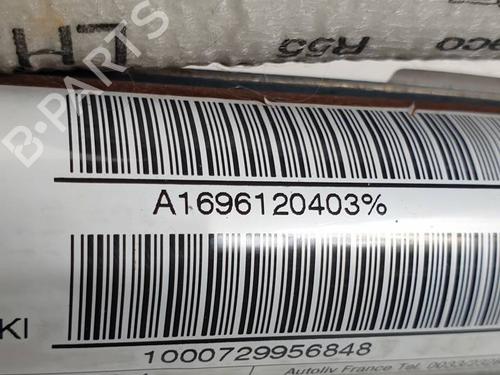 LH
R55
A1696120403%
KI
1000729956848
Autoliv France Tel.
B-PARTS